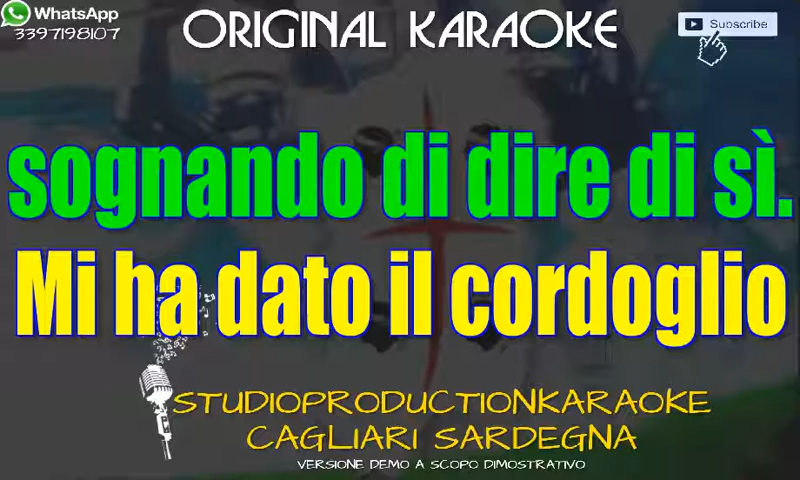 WhatsApp
3397198107
ORIGINAL KARAOKE
Subscribe
sognando di dire di sì.
Mi ha dato il cordoglio
STUDIOPRODUCTIONKARAOKE
CAGLIARI SARDEGNA
VERSIONE DEMO A SCOPO DIMOSTRATIVO